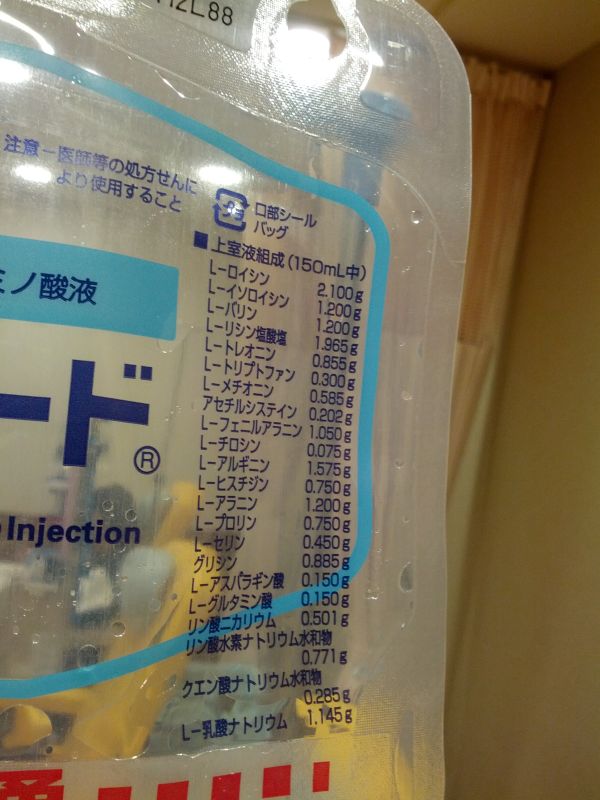 注意－医師等の処方せんに
より使用すること
プラ
口部シール
バッグ
■上室液組成(150mL中)
L−ロイシン 2.100g
L−イソロイシン 1.200g
L−バリン 1.200g
L−リシン塩酸塩 1.965g
L−トレオニン 0.855g
L−トリプトファン 0.300g
L−メチオニン 0.585g
アセチルシステイン 0.202g
L−フェニルアラニン 1.050g
L−チロシン 0.075g
L−アルギニン 1.575g
L−ヒスチジン 0.750g
L−アラニン 1.200g
L−プロリン 0.750g
L−セリン 0.450g
グリシン 0.885g
L−アスパラギン酸 0.150g
L−グルタミン酸 0.150g
リン酸二カリウム 0.501g
リン酸水素ナトリウム水和物
0.771g
クエン酸ナトリウム水和物
0.285g
L−乳酸ナトリウム 1.145g
ミノ酸液
ード®
Injection
通